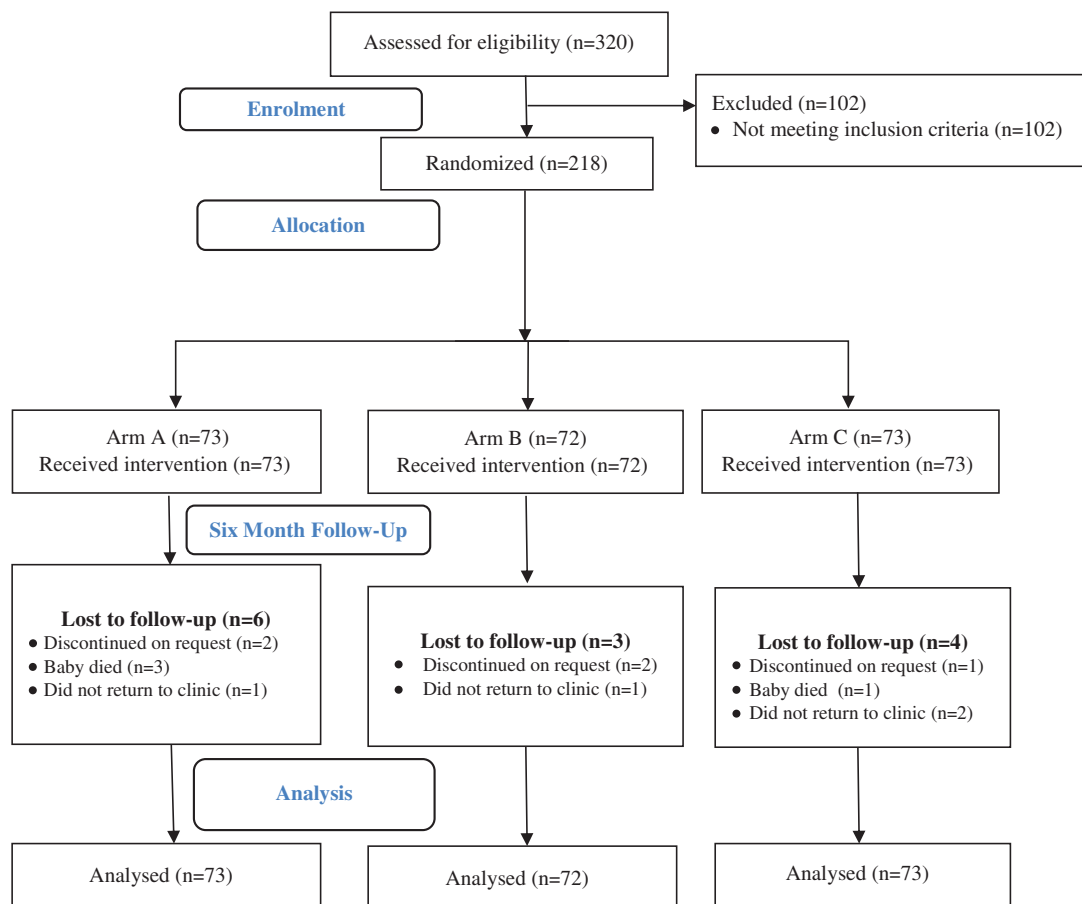 Assessed for eligibility (n=320)
Enrolment
Excluded (n=102)
● Not meeting inclusion criteria (n=102)
Randomized (n=218)
Allocation
Arm A (n=73)
Received intervention (n=73)
Arm B (n=72)
Received intervention (n=72)
Arm C (n=73)
Received intervention (n=73)
Six Month Follow-Up
Lost to follow-up (n=6)
● Discontinued on request (n=2)
● Baby died (n=3)
● Did not return to clinic (n=1)
Lost to follow-up (n=3)
● Discontinued on request (n=2)
● Did not return to clinic (n=1)
Lost to follow-up (n=4)
● Discontinued on request (n=1)
● Baby died (n=1)
● Did not return to clinic (n=2)
Analysis
Analysed (n=73)
Analysed (n=72)
Analysed (n=73)